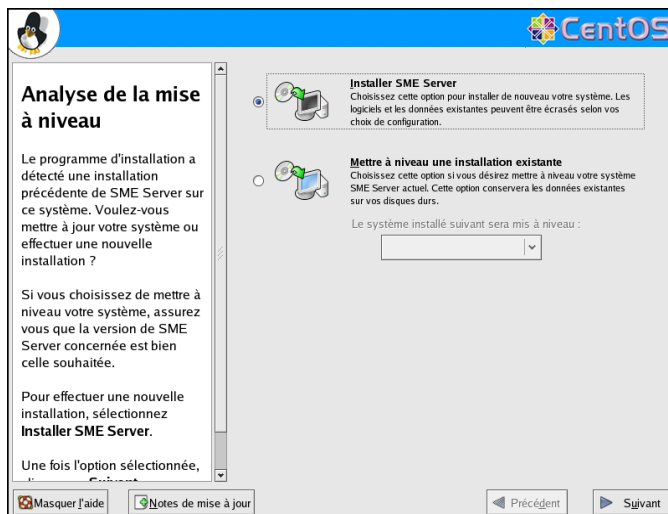 CentOS
Analyse de la mise
à niveau
Le programme d'installation a
détecté une installation
précédente de SME Server sur
ce système. Voulez-vous
mettre à jour votre système ou
effectuer une nouvelle
installation ?
Si vous choisissez de mettre à
niveau votre système, assurez
vous que la version de SME
Server concernée est bien
celle souhaitée.
Pour effectuer une nouvelle
installation, sélectionnez
Installer SME Server.
Une fois l'option sélectionnée,
Installer SME Server
Choisissez cette option pour installer de nouveau votre système. Les
logiciels et les données existantes peuvent être écrasés selon vos
choix de configuration.
Mettre à niveau une installation existante
Choisissez cette option si vous désirez mettre à niveau votre système
SME Server actuel. Cette option conservera les données existantes
sur vos disques durs.
Le système installé suivant sera mis à niveau :
Masquer l'aide
Notes de mise à jour
Précédent
Suivant